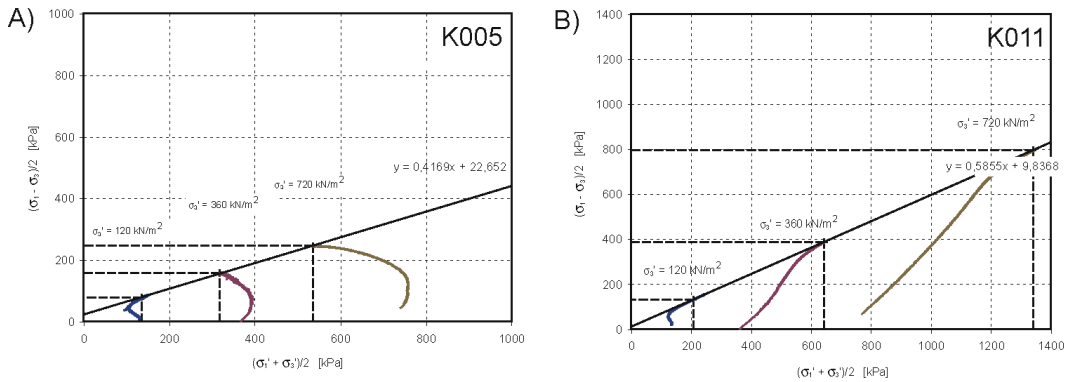 A)
K005
1000
800
600
400
200
0
(σ₁ - σ₃)/2 [kPa]
y = 0,4169x + 22,652
σ₃' = 720 kN/m²
σ₃' = 360 kN/m²
σ₃' = 120 kN/m²
0 200 400 600 800 1000
(σ₁' + σ₃')/2 [kPa]
B)
K011
1400
1200
1000
800
600
400
200
0
(σ₁ - σ₃)/2 [kPa]
σ₃' = 720 kN/m²
y = 0,5855x + 9,8368
σ₃' = 360 kN/m²
σ₃' = 120 kN/m²
0 200 400 600 800 1000 1200 1400
(σ₁' + σ₃')/2 [kPa]